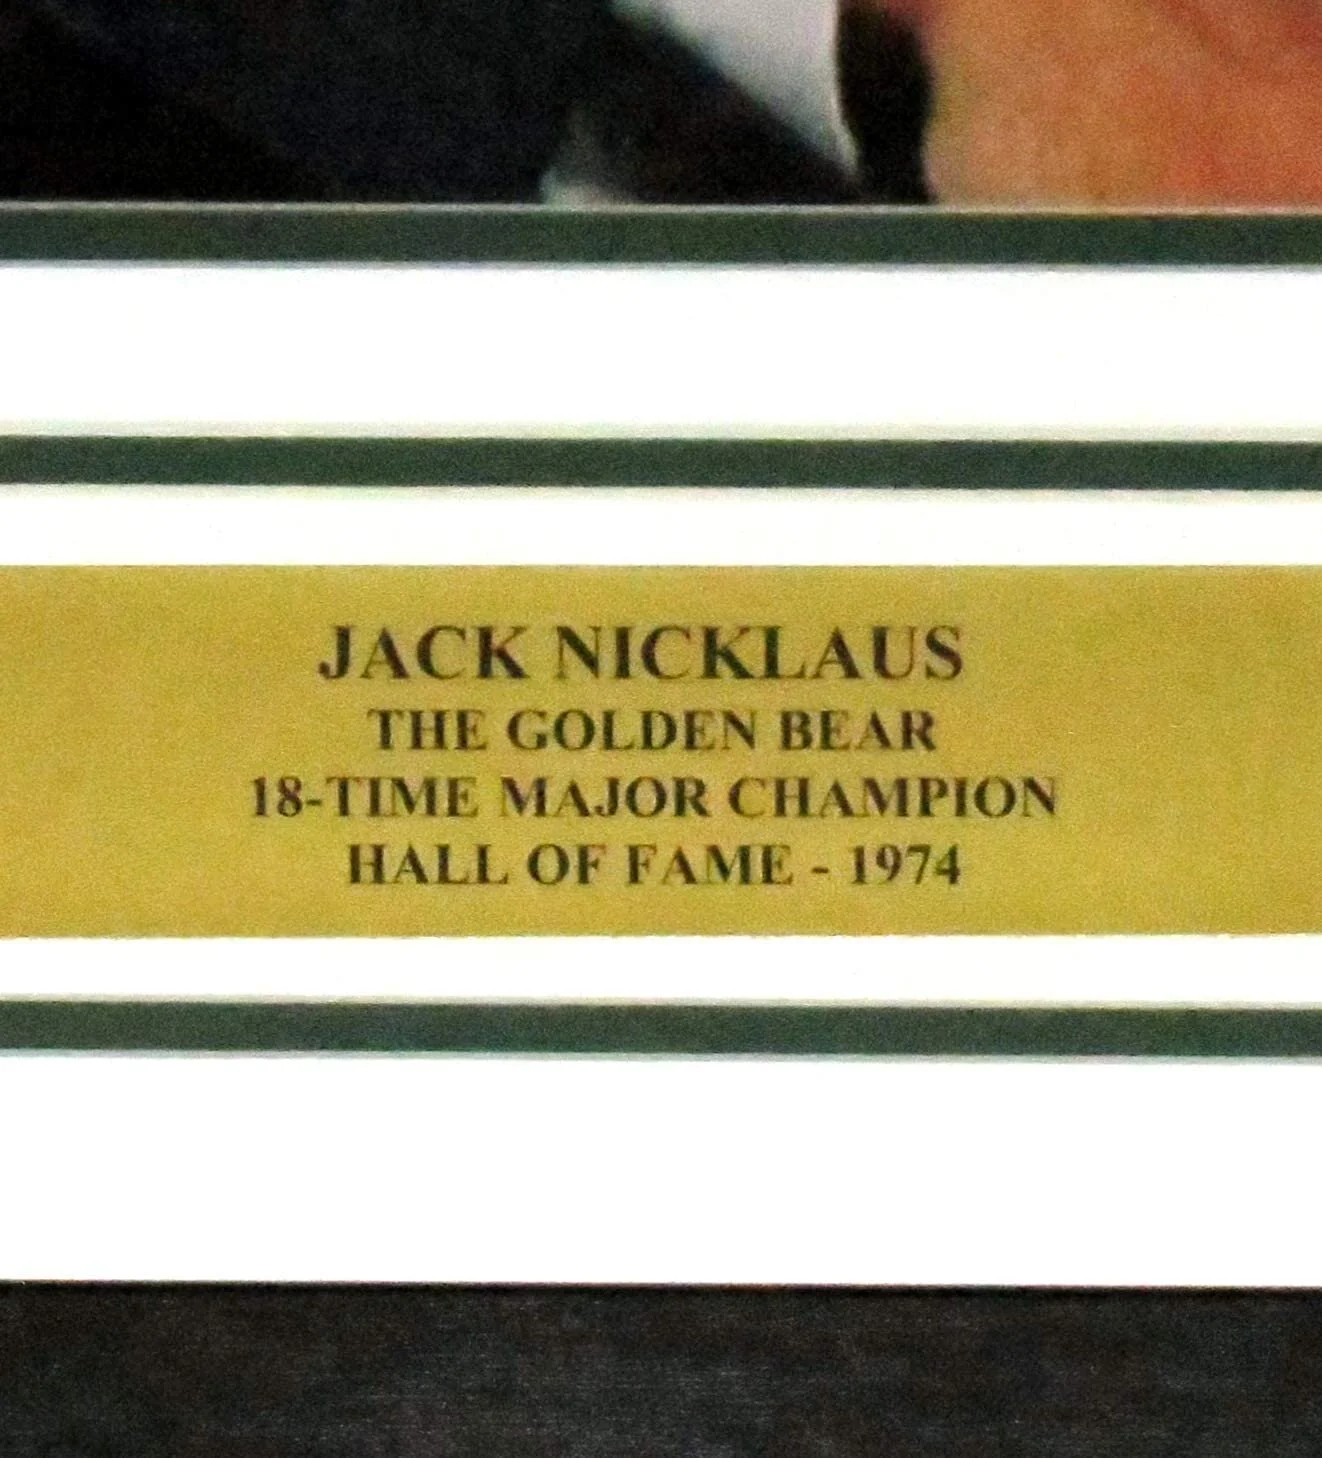 JACK NICKLAUS
THE GOLDEN BEAR
18-TIME MAJOR CHAMPION
HALL OF FAME - 1974